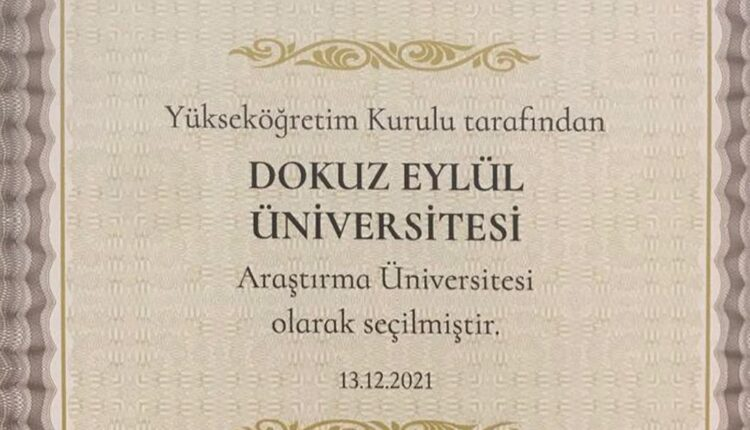 Yükseköğretim Kurulu tarafından
DOKUZ EYLÜL
ÜNİVERSİTESİ
Araştırma Üniversitesi
olarak seçilmiştir.
13.12.2021